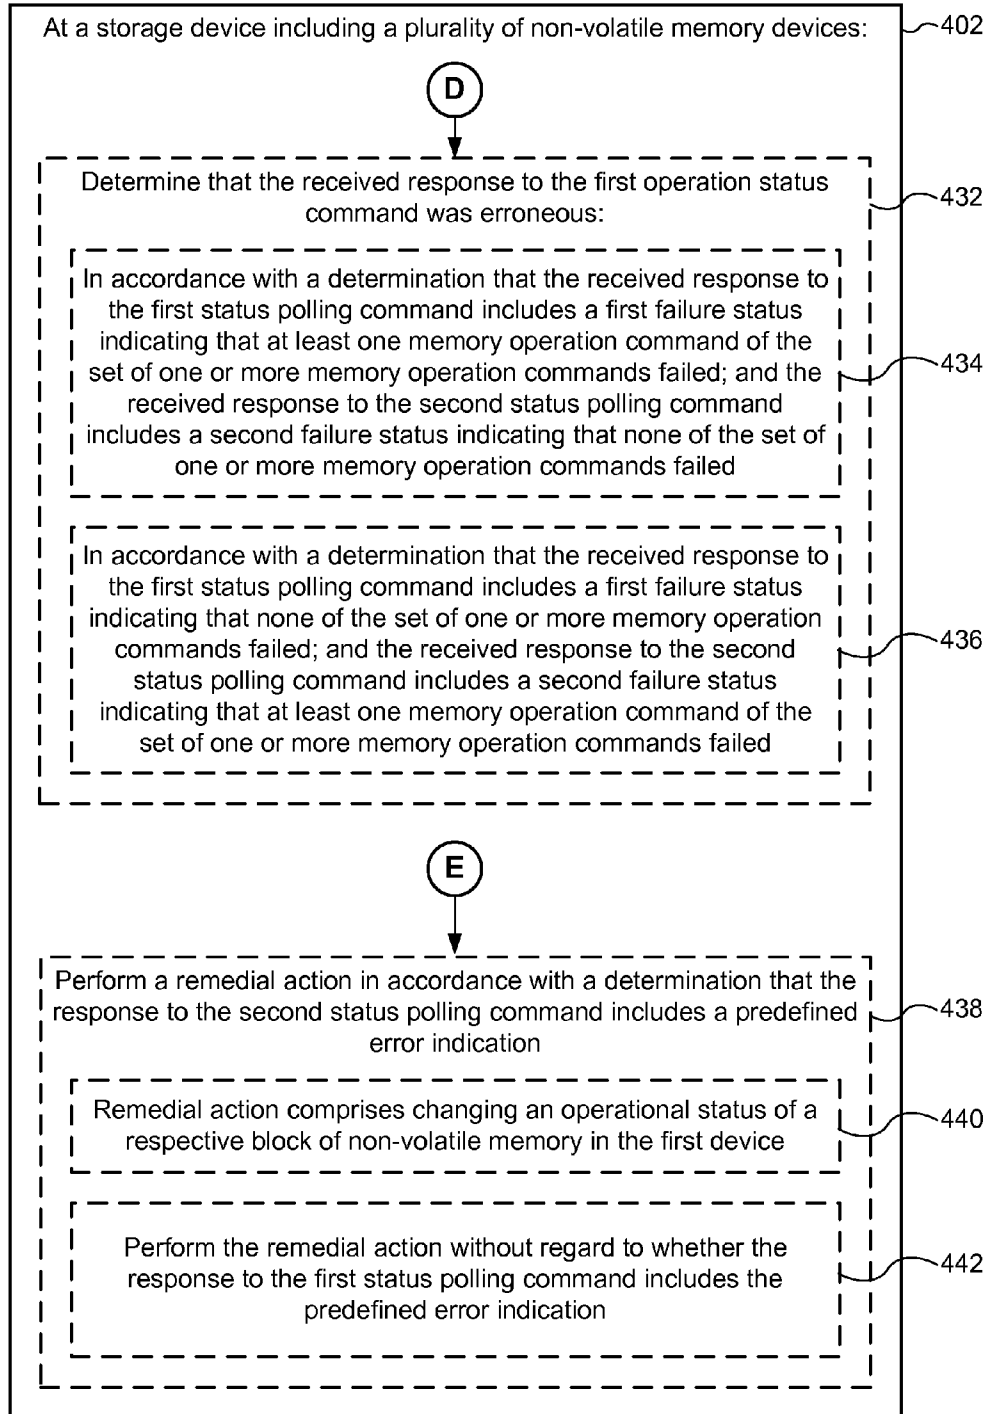 At a storage device including a plurality of non-volatile memory devices:
402
D
Determine that the received response to the first operation status
command was erroneous:
432
In accordance with a determination that the received response to
the first status polling command includes a first failure status
indicating that at least one memory operation command of the
set of one or more memory operation commands failed; and the
received response to the second status polling command
includes a second failure status indicating that none of the set of
one or more memory operation commands failed
434
In accordance with a determination that the received response to
the first status polling command includes a first failure status
indicating that none of the set of one or more memory operation
commands failed; and the received response to the second
status polling command includes a second failure status
indicating that at least one memory operation command of the
set of one or more memory operation commands failed
436
E
Perform a remedial action in accordance with a determination that the
response to the second status polling command includes a predefined
error indication
438
Remedial action comprises changing an operational status of a
respective block of non-volatile memory in the first device
440
Perform the remedial action without regard to whether the
response to the first status polling command includes the
predefined error indication
442